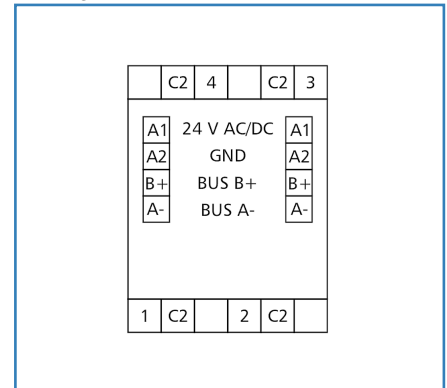 C2 4 C2 3
A1 24 V AC/DC A1
A2 GND A2
B+ BUS B+ B+
A- BUS A- A-
1 C2 2 C2